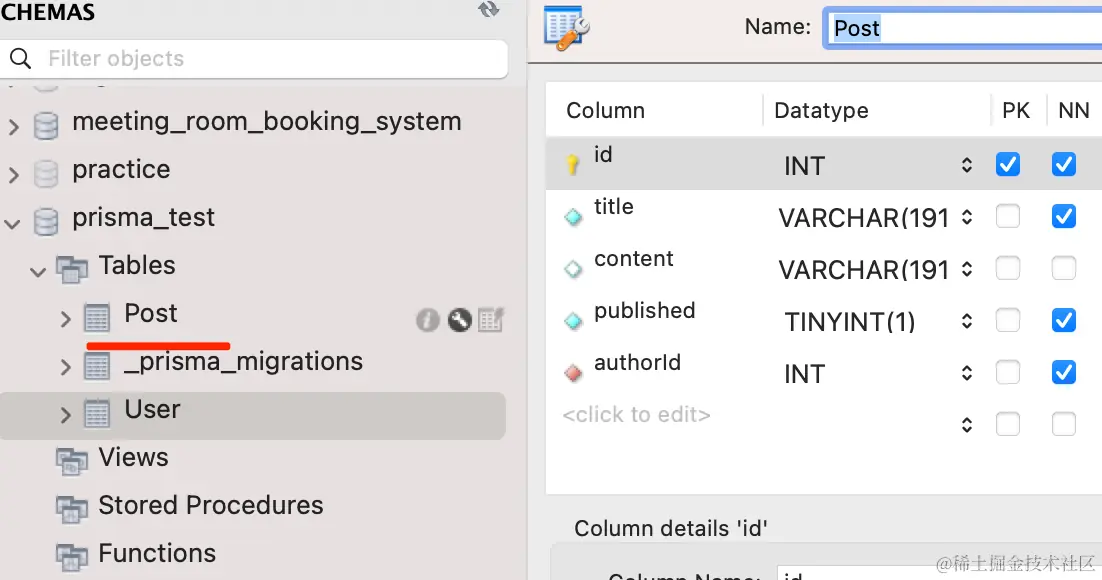 CHEMAS
Filter objects
meeting_room_booking_system
practice
prisma_test
Tables
Post
_prisma_migrations
User
Views
Stored Procedures
Functions
Name: Post
Column Datatype PK NN
id INT
title VARCHAR(191
content VARCHAR(191
published TINYINT(1)
authorId INT
<click to edit>
Column details 'id'
Column Name: id
@稀土掘金技术社区